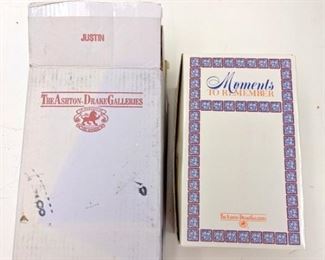 JUSTIN
THE ASHTON-DRAKE GALLERIES
Moments
TO REMEMBER
THE ASHTON-DRAKE GALLERIES